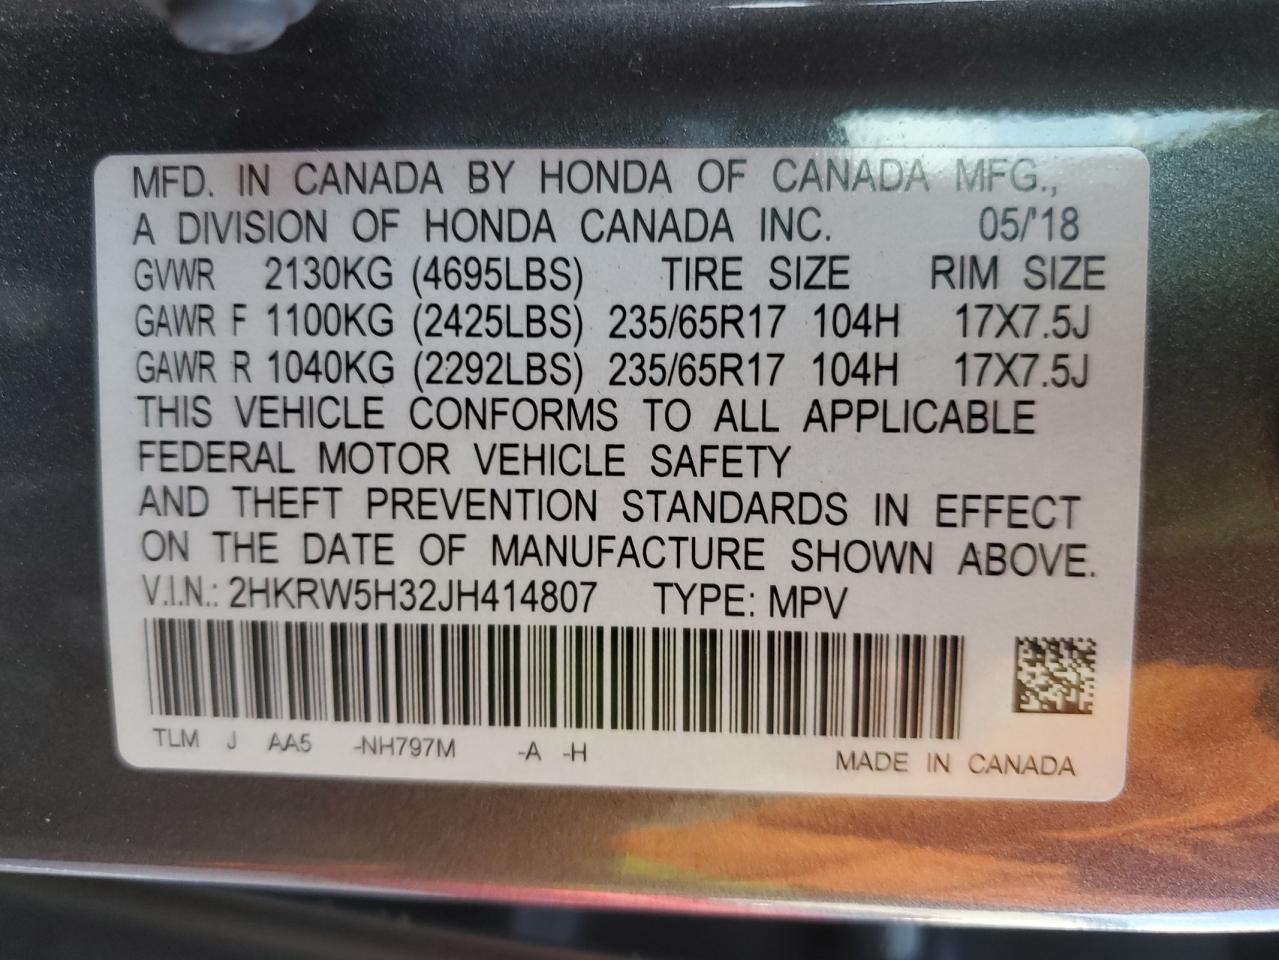 MFD. IN CANADA BY HONDA OF CANADA MFG.,
A DIVISION OF HONDA CANADA INC. 05/'18
GVWR 2130KG (4695LBS) TIRE SIZE RIM SIZE
GAWR F 1100KG (2425LBS) 235/65R17 104H 17X7.5J
GAWR R 1040KG (2292LBS) 235/65R17 104H 17X7.5J
THIS VEHICLE CONFORMS TO ALL APPLICABLE
FEDERAL MOTOR VEHICLE SAFETY
AND THEFT PREVENTION STANDARDS IN EFFECT
ON THE DATE OF MANUFACTURE SHOWN ABOVE.
V.I.N.: 2HKRW5H32JH414807 TYPE: MPV
TLM J AA5 -NH797M -A -H MADE IN CANADA